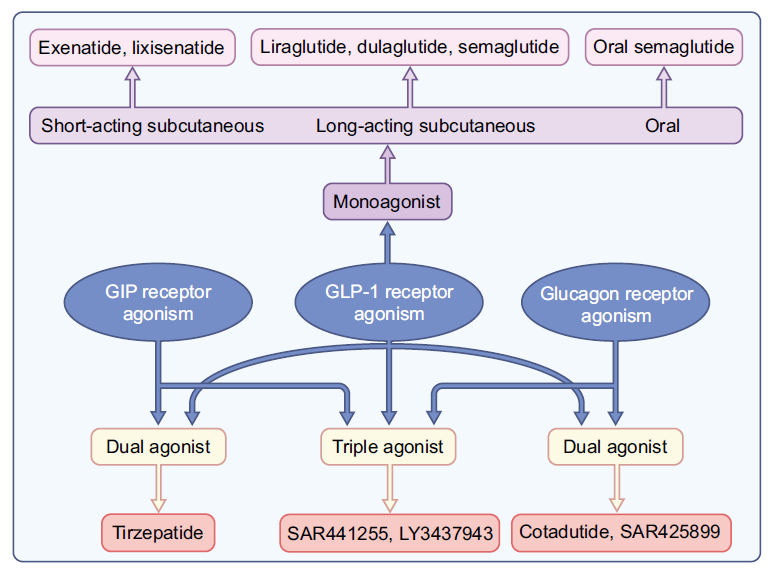 Exenatide, lixisenatide
Liraglutide, dulaglutide, semaglutide
Oral semaglutide
Short-acting subcutaneous
Long-acting subcutaneous
Oral
Monoagonist
GIP receptor
agonism
GLP-1 receptor
agonism
Glucagon receptor
agonism
Dual agonist
Triple agonist
Dual agonist
Tirzepatide
SAR441255, LY3437943
Cotadutide, SAR425899